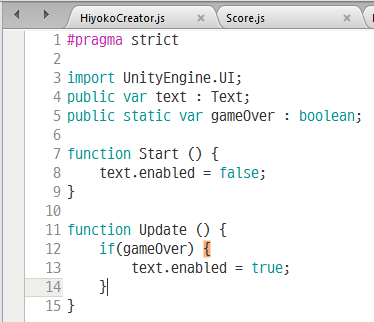 HiyokoCreator.js × Score.js ×
1 #pragma strict
2
3 import UnityEngine.UI;
4 public var text : Text;
5 public static var gameOver : boolean;
6
7 function Start () {
8     text.enabled = false;
9 }
10
11 function Update () {
12     if(gameOver) {
13         text.enabled = true;
14     }
15 }